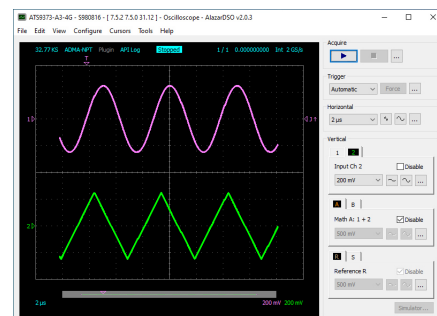 ATS9373-A3-4G - S980816 - [ 7.5.2 7.5.0 31.12 ] - Oscilloscope - AlazarDSO v2.0.3
File Edit View Configure Cursors Tools Help
32.77 KS ADMA-NPT Plugin API Log Stopped 1 / 1 0.000000000 Int 2 GS/s
T
1
2
2 µs 200 mV 200 mV
Acquire
...
Trigger
Automatic Force ...
Horizontal
2 µs ...
Vertical
1 2
Input Ch 2 Disable
200 mV ...
A B
Math A: 1 + 2 Disable
500 mV ...
R S
Reference R Disable
500 mV ...
Simulator...